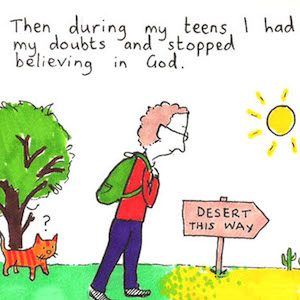 Then during my teens I had
my doubts and stopped
believing in God.
?
DESERT
THIS WAY